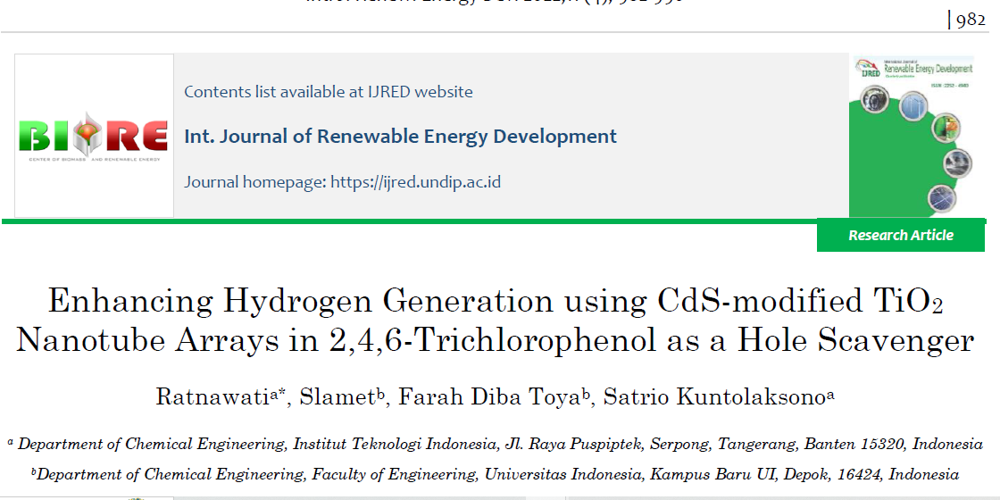 | 982
Contents list available at IJRED website
BIORE
CENTER OF BIOMASS AND RENEWABLE ENERGY
Int. Journal of Renewable Energy Development
Journal homepage: https://ijred.undip.ac.id
IJRED
Renewable Energy Development
ISSN : 2252 - 4940
Research Article
Enhancing Hydrogen Generation using CdS-modified TiO₂
Nanotube Arrays in 2,4,6-Trichlorophenol as a Hole Scavenger
Ratnawatiᵃ*, Slametᵇ, Farah Diba Toyaᵇ, Satrio Kuntolaksonoᵃ
ᵃ Department of Chemical Engineering, Institut Teknologi Indonesia, Jl. Raya Puspiptek, Serpong, Tangerang, Banten 15320, Indonesia
ᵇDepartment of Chemical Engineering, Faculty of Engineering, Universitas Indonesia, Kampus Baru UI, Depok, 16424, Indonesia